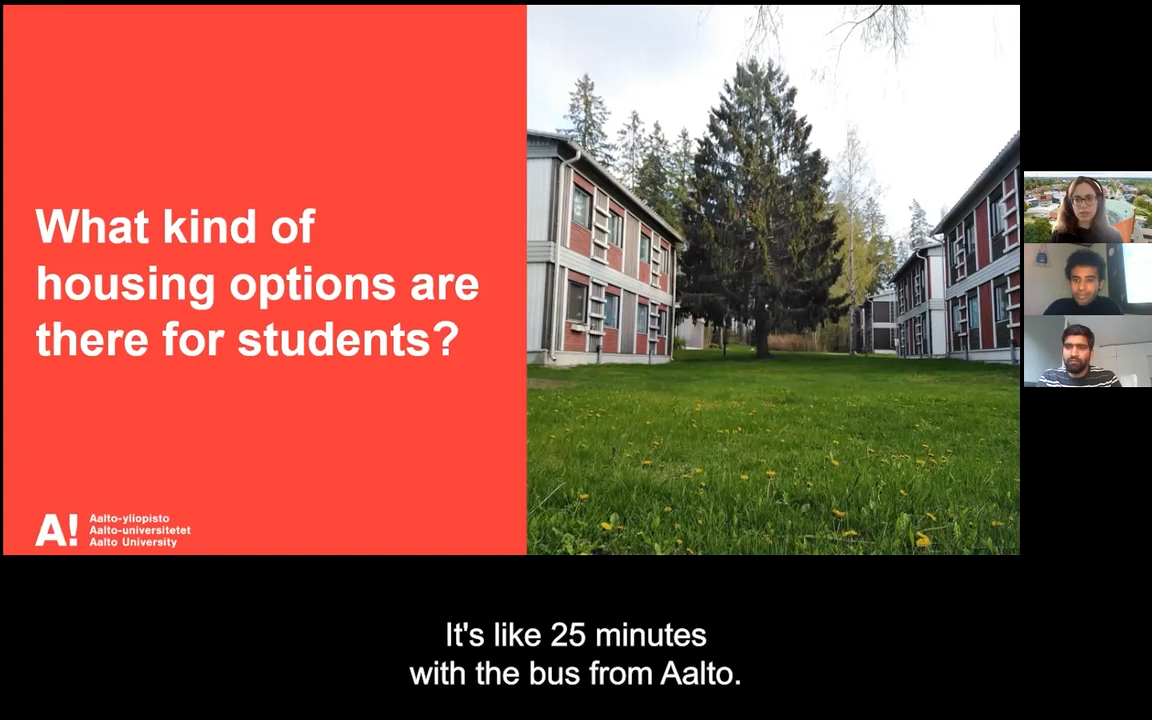 What kind of
housing options are
there for students?
A!
Aalto-yliopisto
Aalto-universitetet
Aalto University
It's like 25 minutes
with the bus from Aalto.